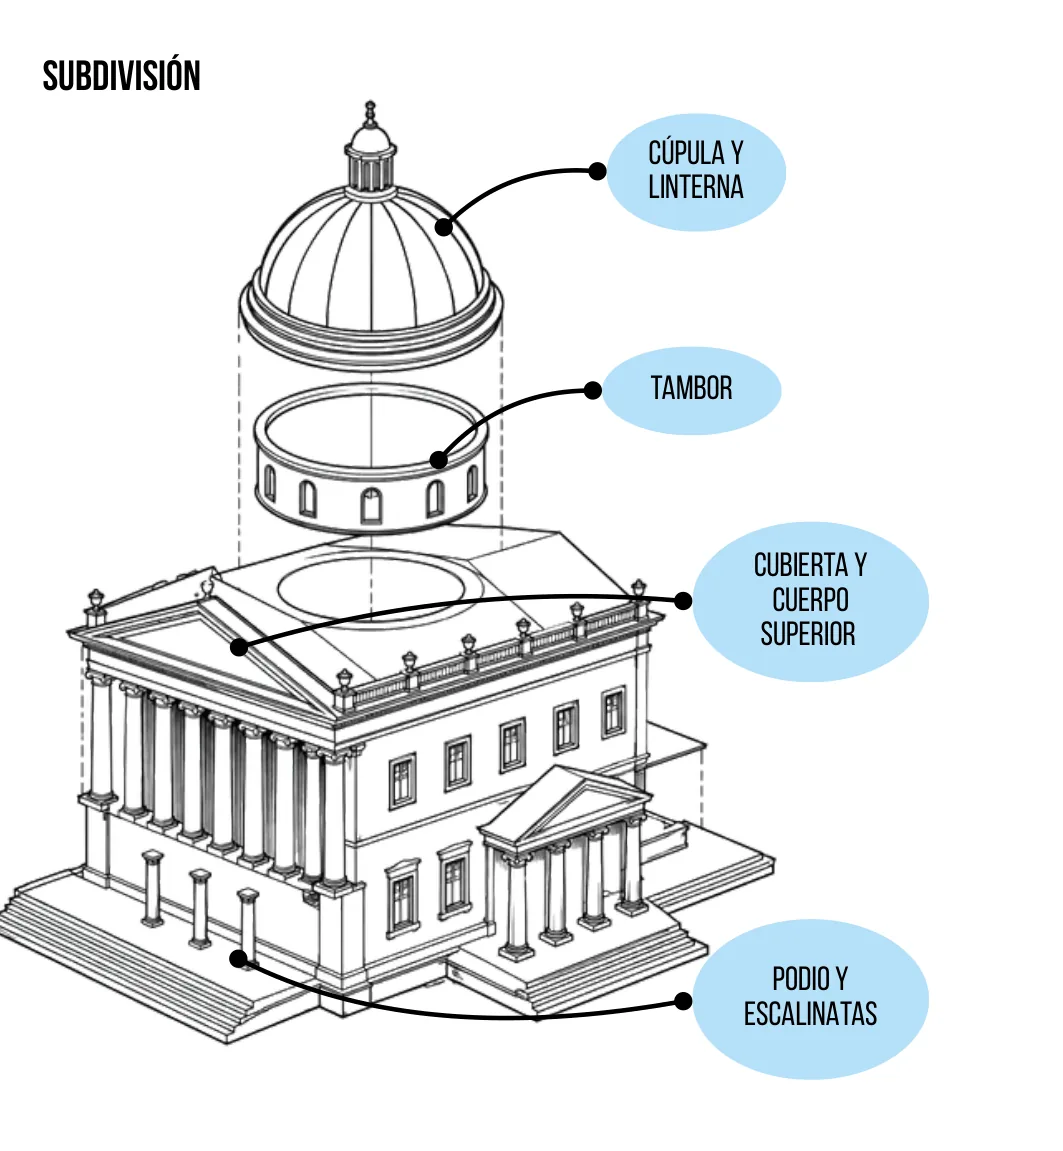 SUBDIVISIÓN
CÚPULA Y
LINTERNA
TAMBOR
CUBIERTA Y
CUERPO
SUPERIOR
PODIO Y
ESCALINATAS